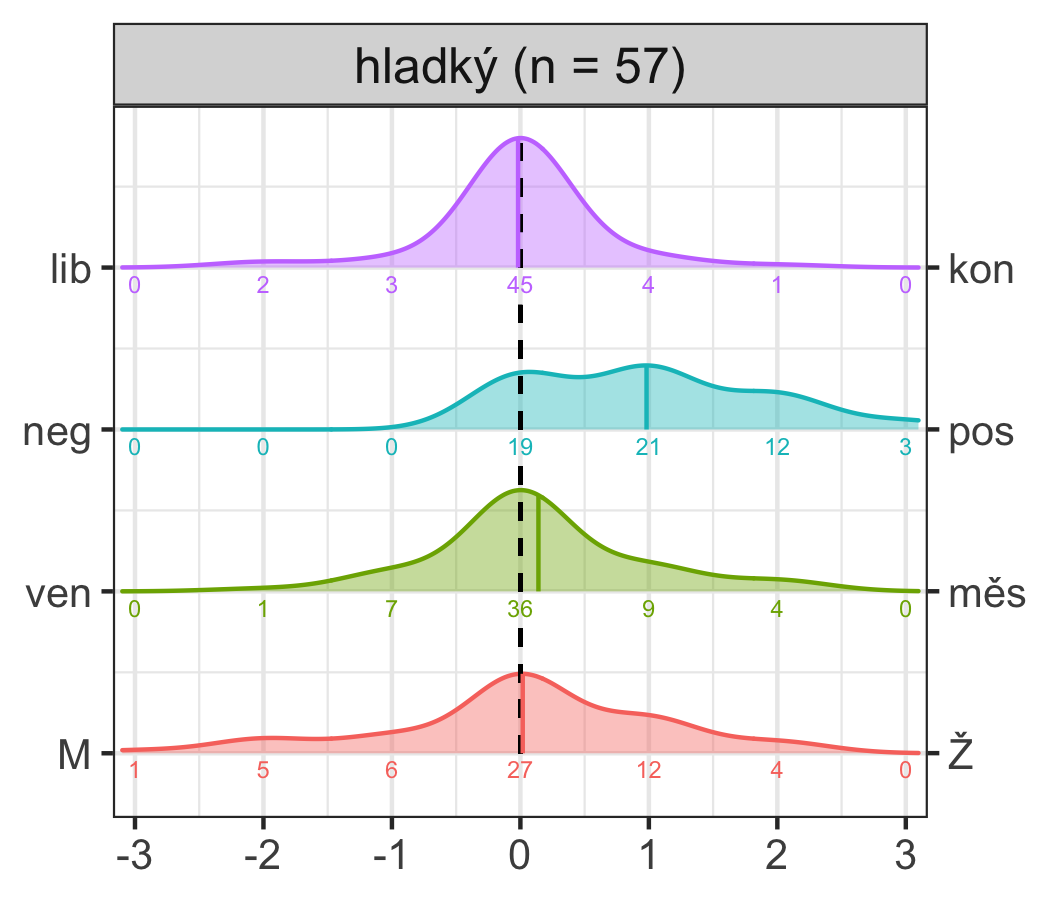 hladký (n = 57)
lib kon
0 2 3 45 4 1 0
neg pos
0 0 0 19 21 12 3
ven měs
0 1 7 36 9 4 0
M Ž
1 5 6 27 12 4 0
-3 -2 -1 0 1 2 3